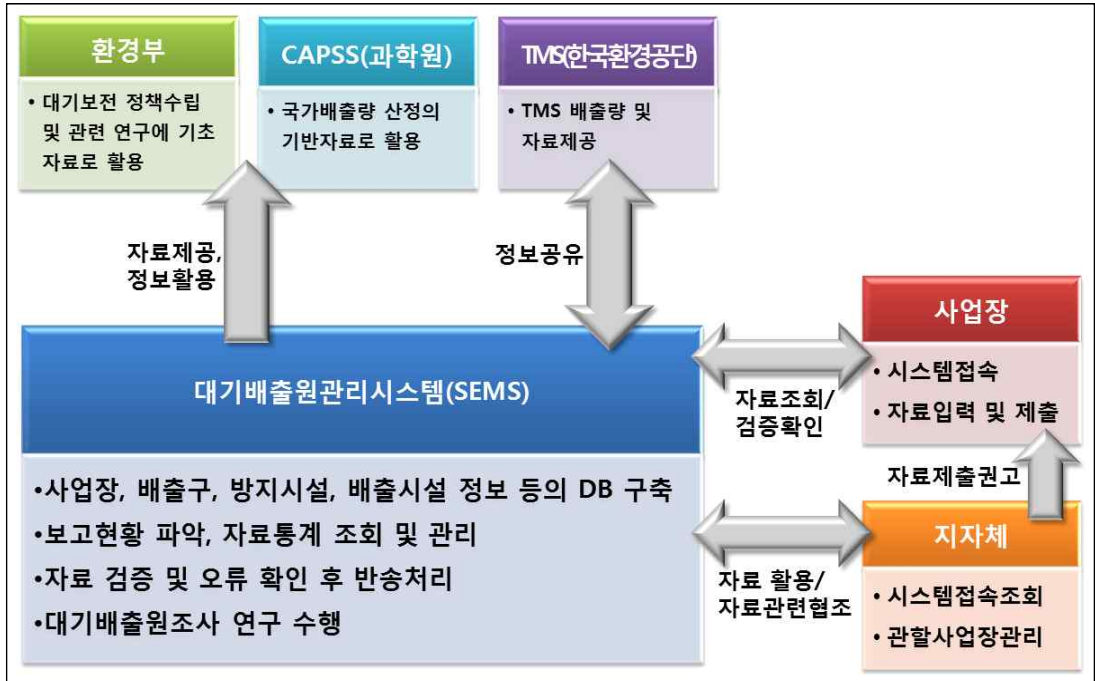 환경부
• 대기보전 정책수립
및 관련 연구에 기초
자료로 활용
CAPSS(과학원)
• 국가배출량 산정의
기반자료로 활용
TMS(한국환경공단)
• TMS 배출량 및
자료제공
자료제공,
정보활용
정보공유
대기배출원관리시스템(SEMS)
•사업장, 배출구, 방지시설, 배출시설 정보 등의 DB 구축
•보고현황 파악, 자료통계 조회 및 관리
•자료 검증 및 오류 확인 후 반송처리
•대기배출원조사 연구 수행
자료조회/
검증확인
사업장
• 시스템접속
• 자료입력 및 제출
자료제출권고
자료 활용/
자료관련협조
지자체
• 시스템접속조회
• 관할사업장관리